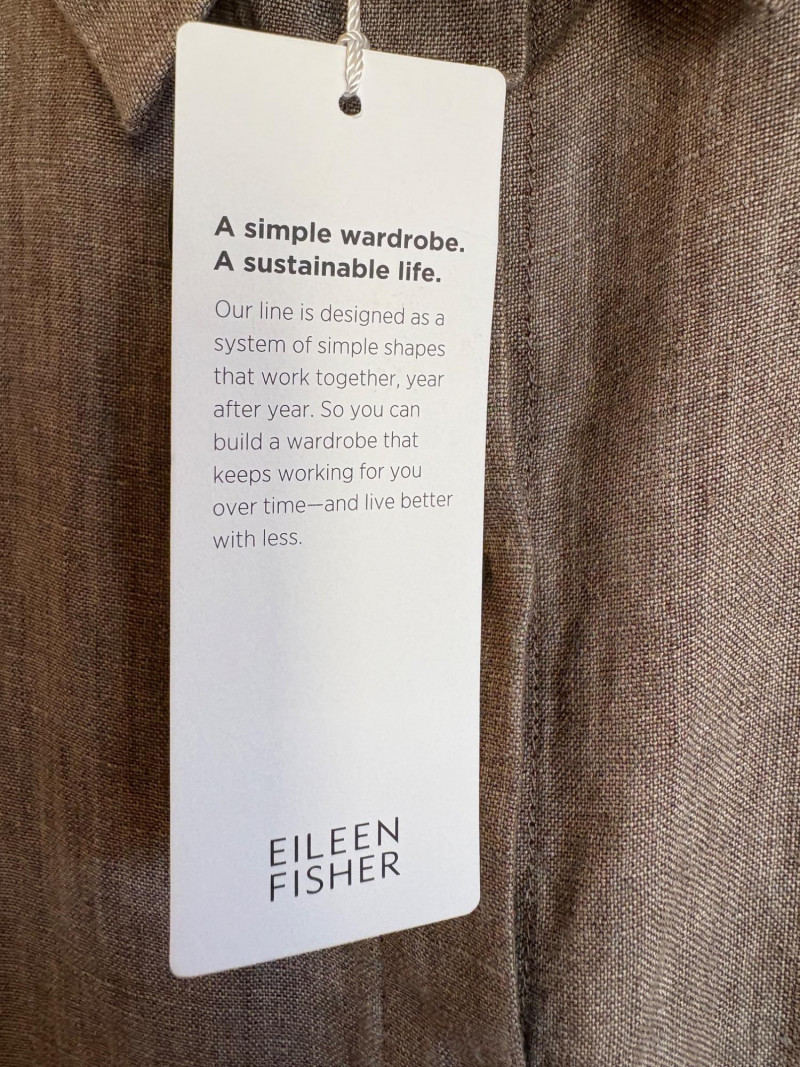 A simple wardrobe.
A sustainable life.
Our line is designed as a
system of simple shapes
that work together, year
after year. So you can
build a wardrobe that
keeps working for you
over time—and live better
with less.
EILEEN
FISHER